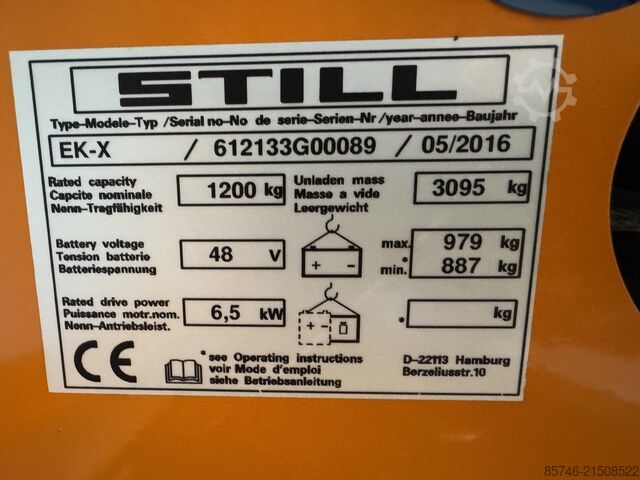 STILL
Type-Modele-Typ /Serial no-No de serie-Serien-Nr /year-annee-Baujahr
EK-X / 612133G00089 / 05/2016
Rated capacity
Capcite nominale
Nenn-Tragfähigkeit
1200 kg
Unladen mass
Masse a vide
Leergewicht
3095 kg
Battery voltage
Tension batterie
Batteriespannung
48 V
+ -
max. 979 kg
*min. 887 kg
Rated drive power
Puissance motr.nom.
Nenn-Antriebsleist.
6,5 kW
+ -
* kg
CE
*see Operating instructions
voir Mode d'emploi
siehe Betriebsanleitung
D-22113 Hamburg
Berzeliusstr.10
85746-21508522